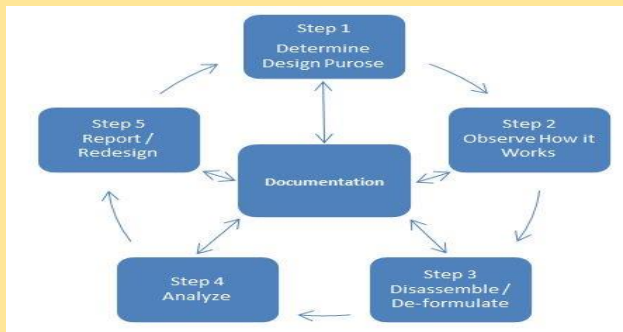 Step 1
Determine
Design Purose
Step 2
Observe How it
Works
Step 3
Disassemble /
De-formulate
Step 4
Analyze
Step 5
Report /
Redesign
Documentation